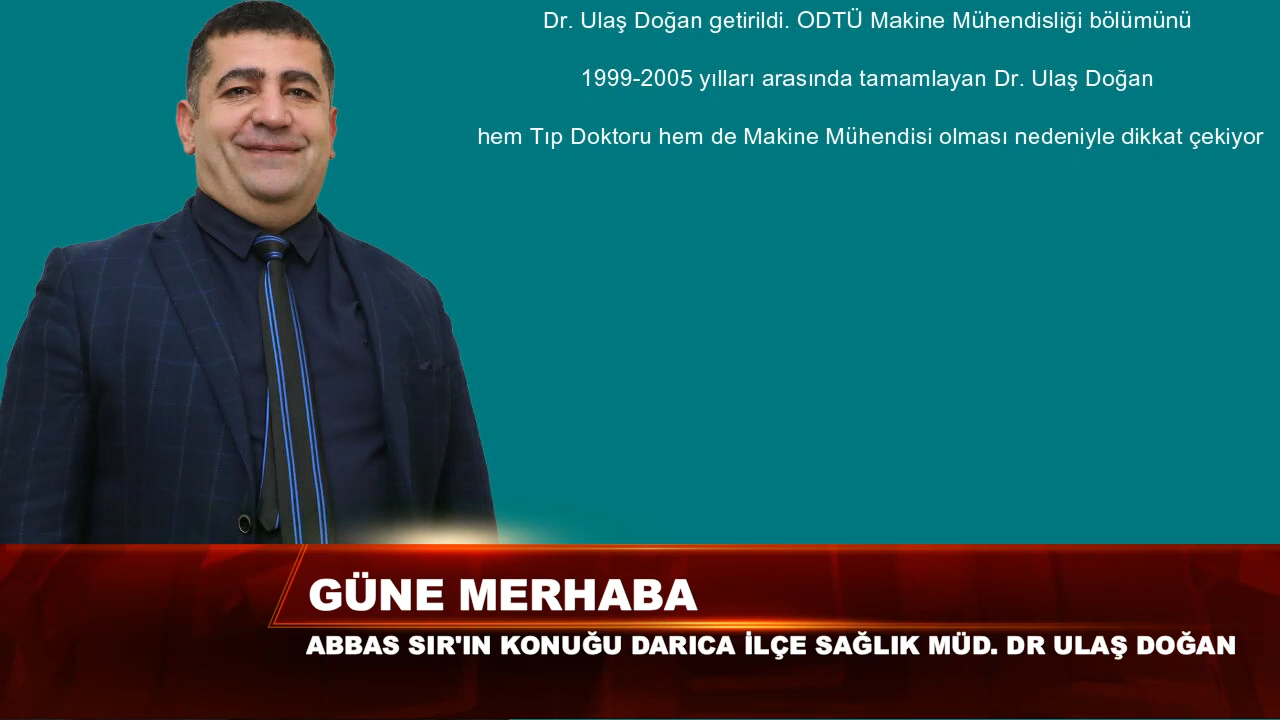 Dr. Ulaş Doğan getirildi. ODTÜ Makine Mühendisliği bölümünü
1999-2005 yılları arasında tamamlayan Dr. Ulaş Doğan
hem Tıp Doktoru hem de Makine Mühendisi olması nedeniyle dikkat çekiyor
GÜNE MERHABA
ABBAS SIR'IN KONUĞU DARICA İLÇE SAĞLIK MÜD. DR ULAŞ DOĞAN